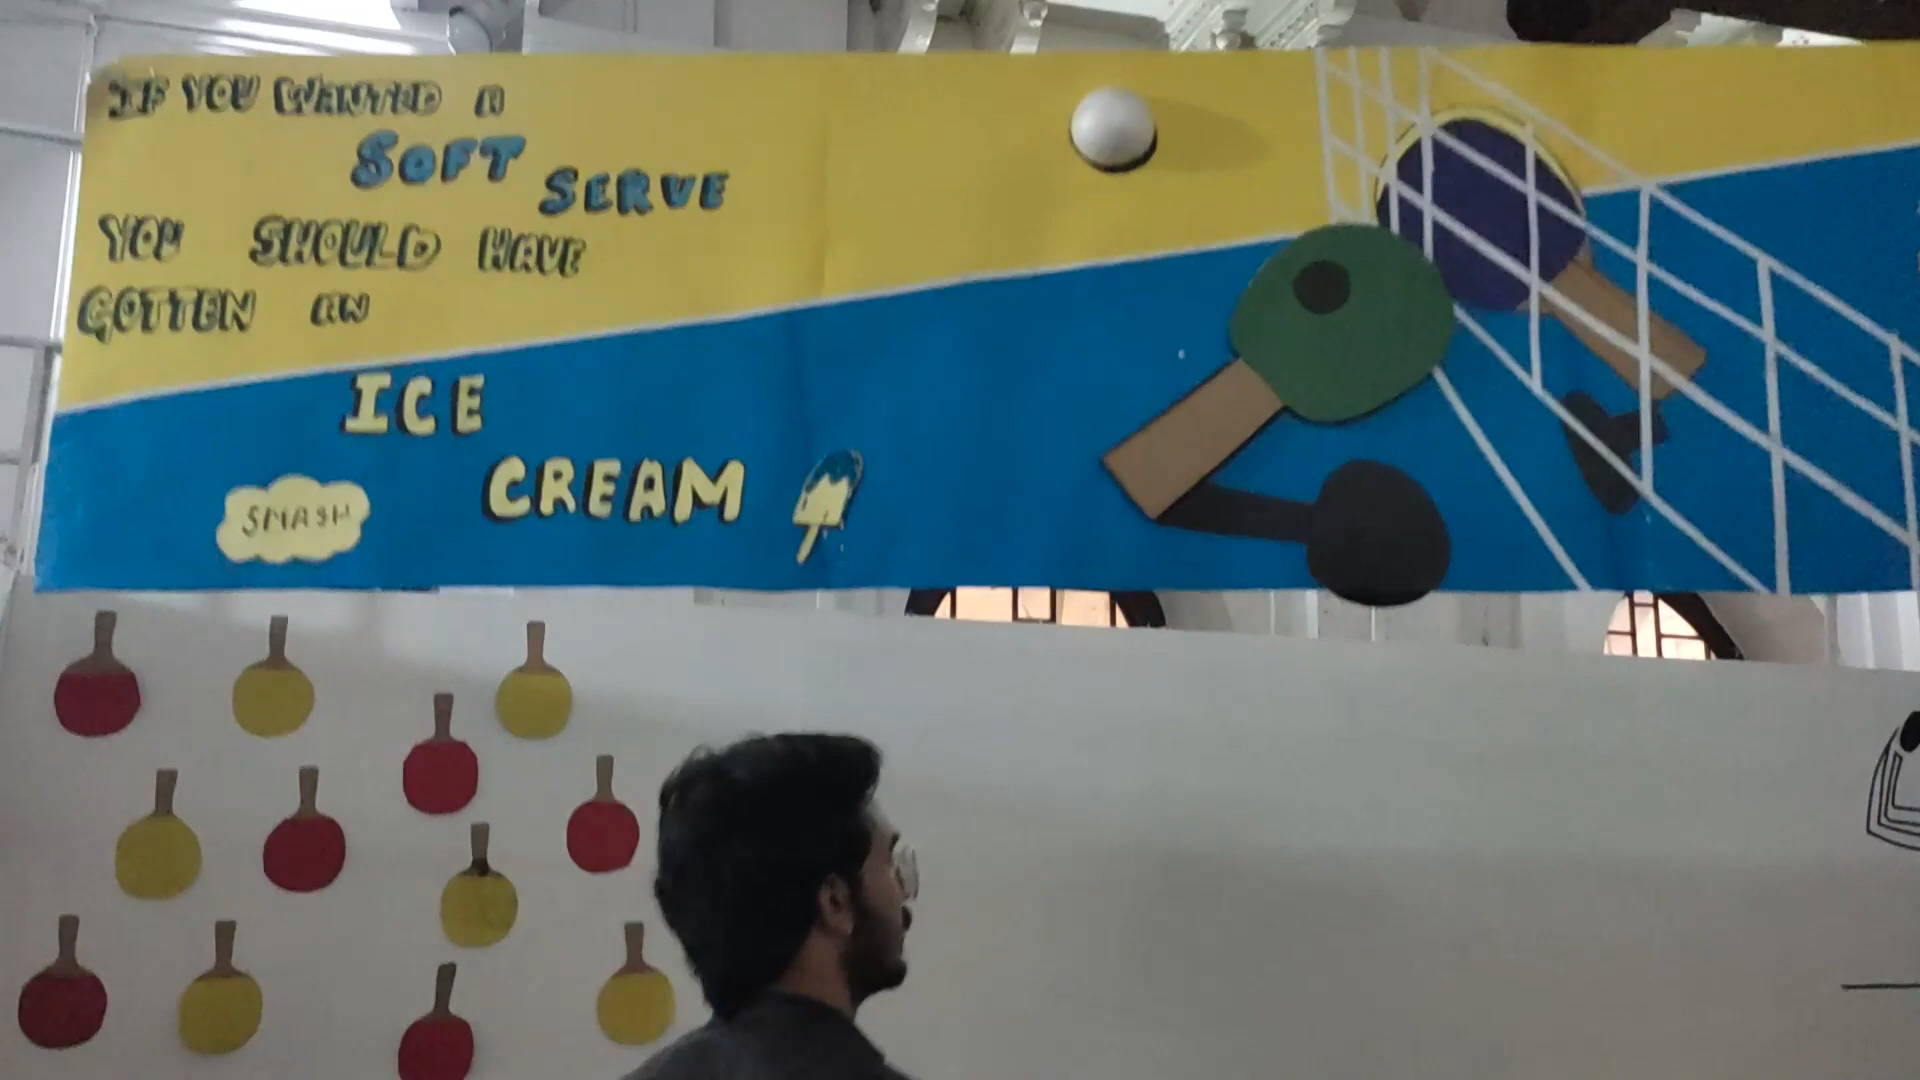 IF YOU WANTED A
SOFT SERVE
YOU SHOULD HAVE
GOTTEN AN
ICE
CREAM
SMASH